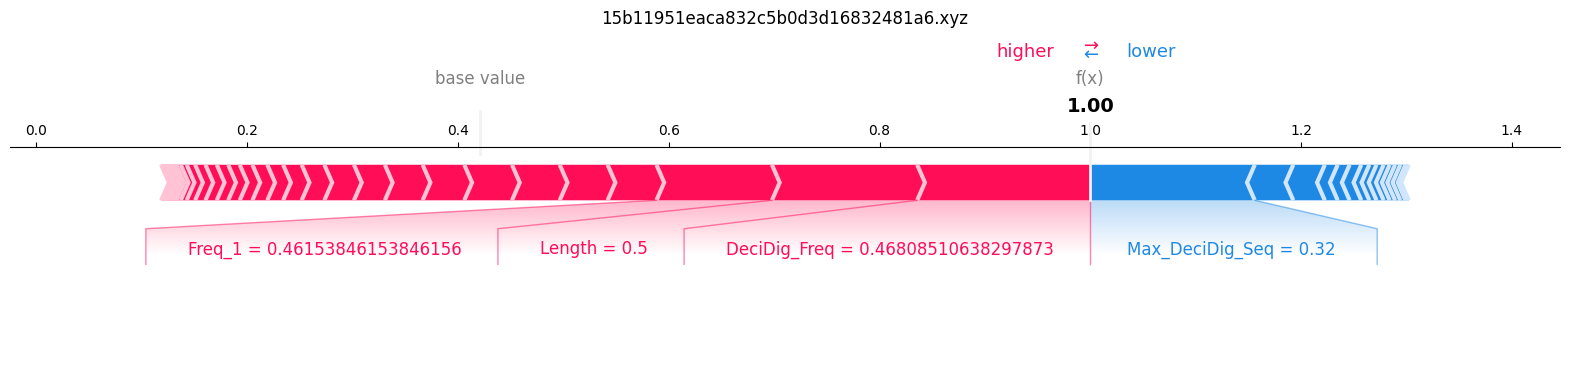 15b11951eaca832c5b0d3d16832481a6.xyz
higher ⇄ lower
base value f(x)
1.00
0.0 0.2 0.4 0.6 0.8 1.0 1.2 1.4
Freq_1 = 0.46153846153846156 Length = 0.5 DeciDig_Freq = 0.46808510638297873 Max_DeciDig_Seq = 0.32